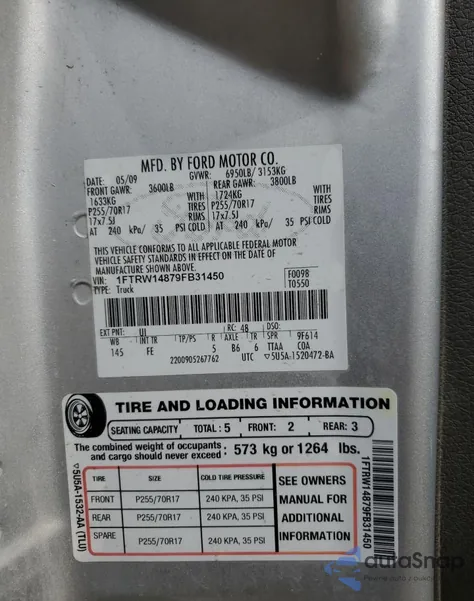 MFD. BY FORD MOTOR CO.
DATE: 05/09 GVWR: 6950LB/ 3153KG
FRONT GAWR: 3600LB REAR GAWR: 3800LB
1633KG WITH 1724KG WITH
P255/70R17 TIRES P255/70R17 TIRES
17x7.5J RIMS 17x7.5J RIMS
AT 240 kPa/ 35 PSI COLD AT 240 kPa/ 35 PSI COLD
THIS VEHICLE CONFORMS TO ALL APPLICABLE FEDERAL MOTOR
VEHICLE SAFETY STANDARDS IN EFFECT ON THE DATE OF
MANUFACTURE SHOWN ABOVE.
VIN: 1FTRW14879FB31450
TYPE: Truck
F0098
T0550
EXT PNT: UI RC: 48 DSO:
WB INT TR TP/PS R AXLE TR SPR 9F614
145 FE 5 B6 6 TTAA COA
2200905267762 UTC ▽5U5A-1520472-BA
TIRE AND LOADING INFORMATION
SEATING CAPACITY TOTAL: 5 FRONT: 2 REAR: 3
The combined weight of occupants and cargo should never exceed: 573 kg or 1264 lbs.
TIRE SIZE COLD TIRE PRESSURE
FRONT P255/70R17 240 KPA, 35 PSI
REAR P255/70R17 240 KPA, 35 PSI
SPARE P255/70R17 240 KPA, 35 PSI
SEE OWNERS
MANUAL FOR
ADDITIONAL
INFORMATION
▽5U5A-1532-AA (TLU)
1FTRW14879FB31450
autoSnap